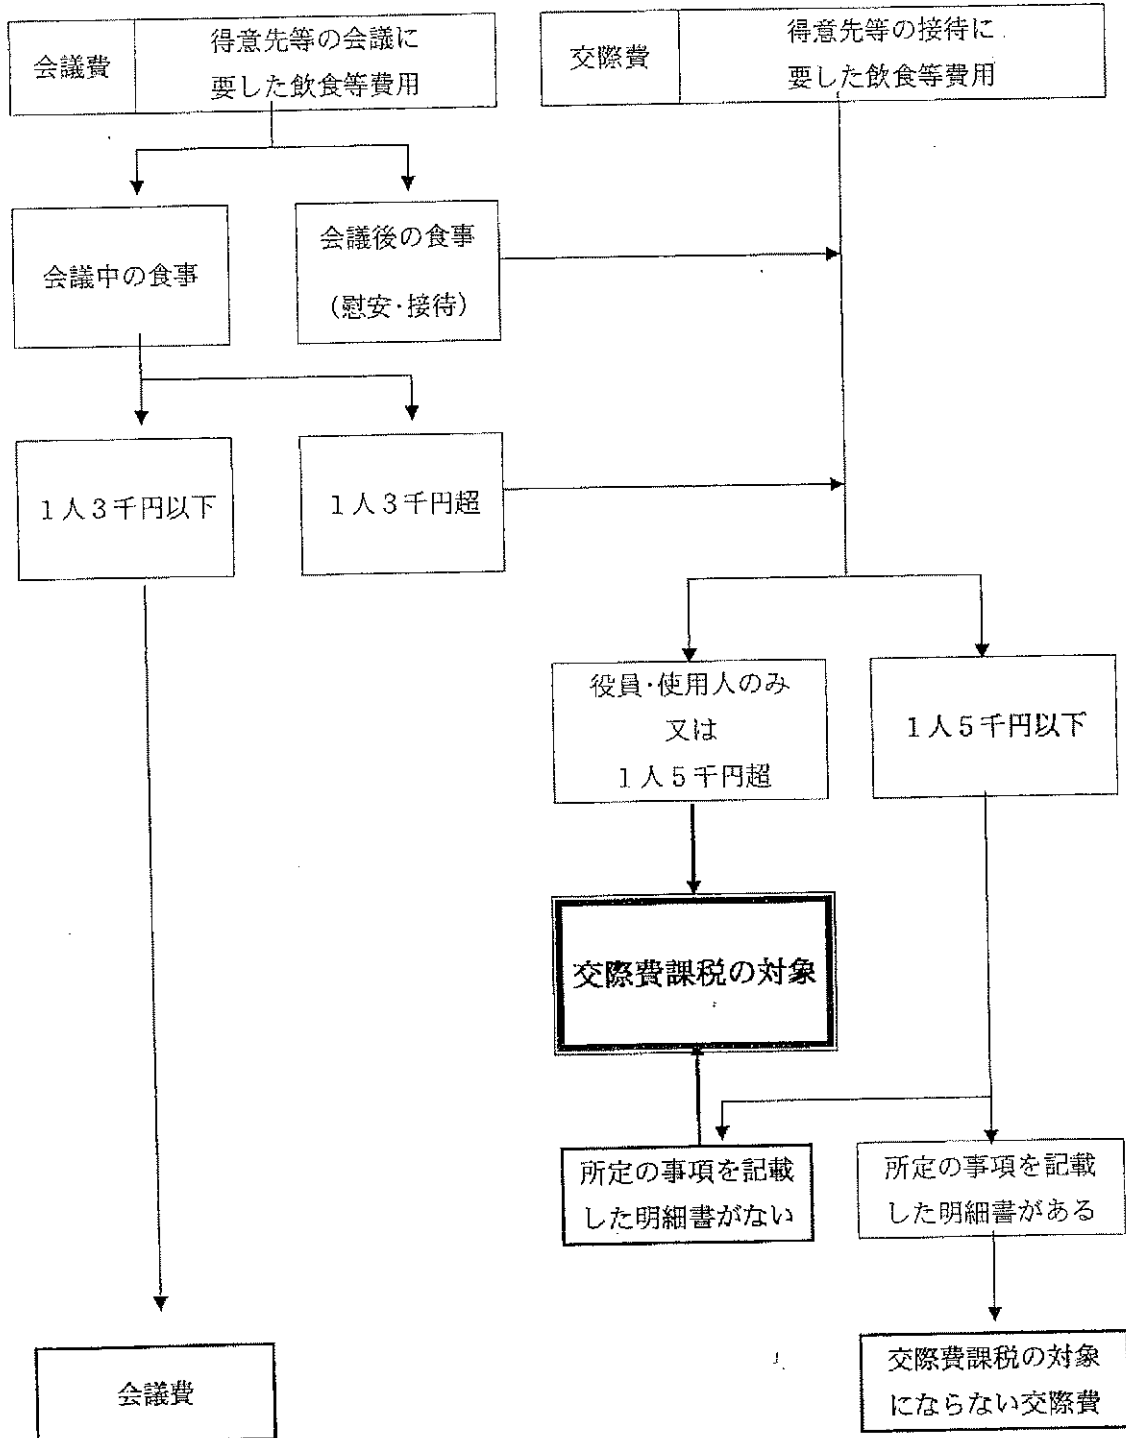 会議費
得意先等の会議に
要した飲食等費用
交際費
得意先等の接待に
要した飲食等費用
会議中の食事
会議後の食事
（慰安・接待）
１人３千円以下
１人３千円超
役員・使用人のみ
又は
１人５千円超
１人５千円以下
交際費課税の対象
所定の事項を記載
した明細書がない
所定の事項を記載
した明細書がある
会議費
交際費課税の対象
にならない交際費